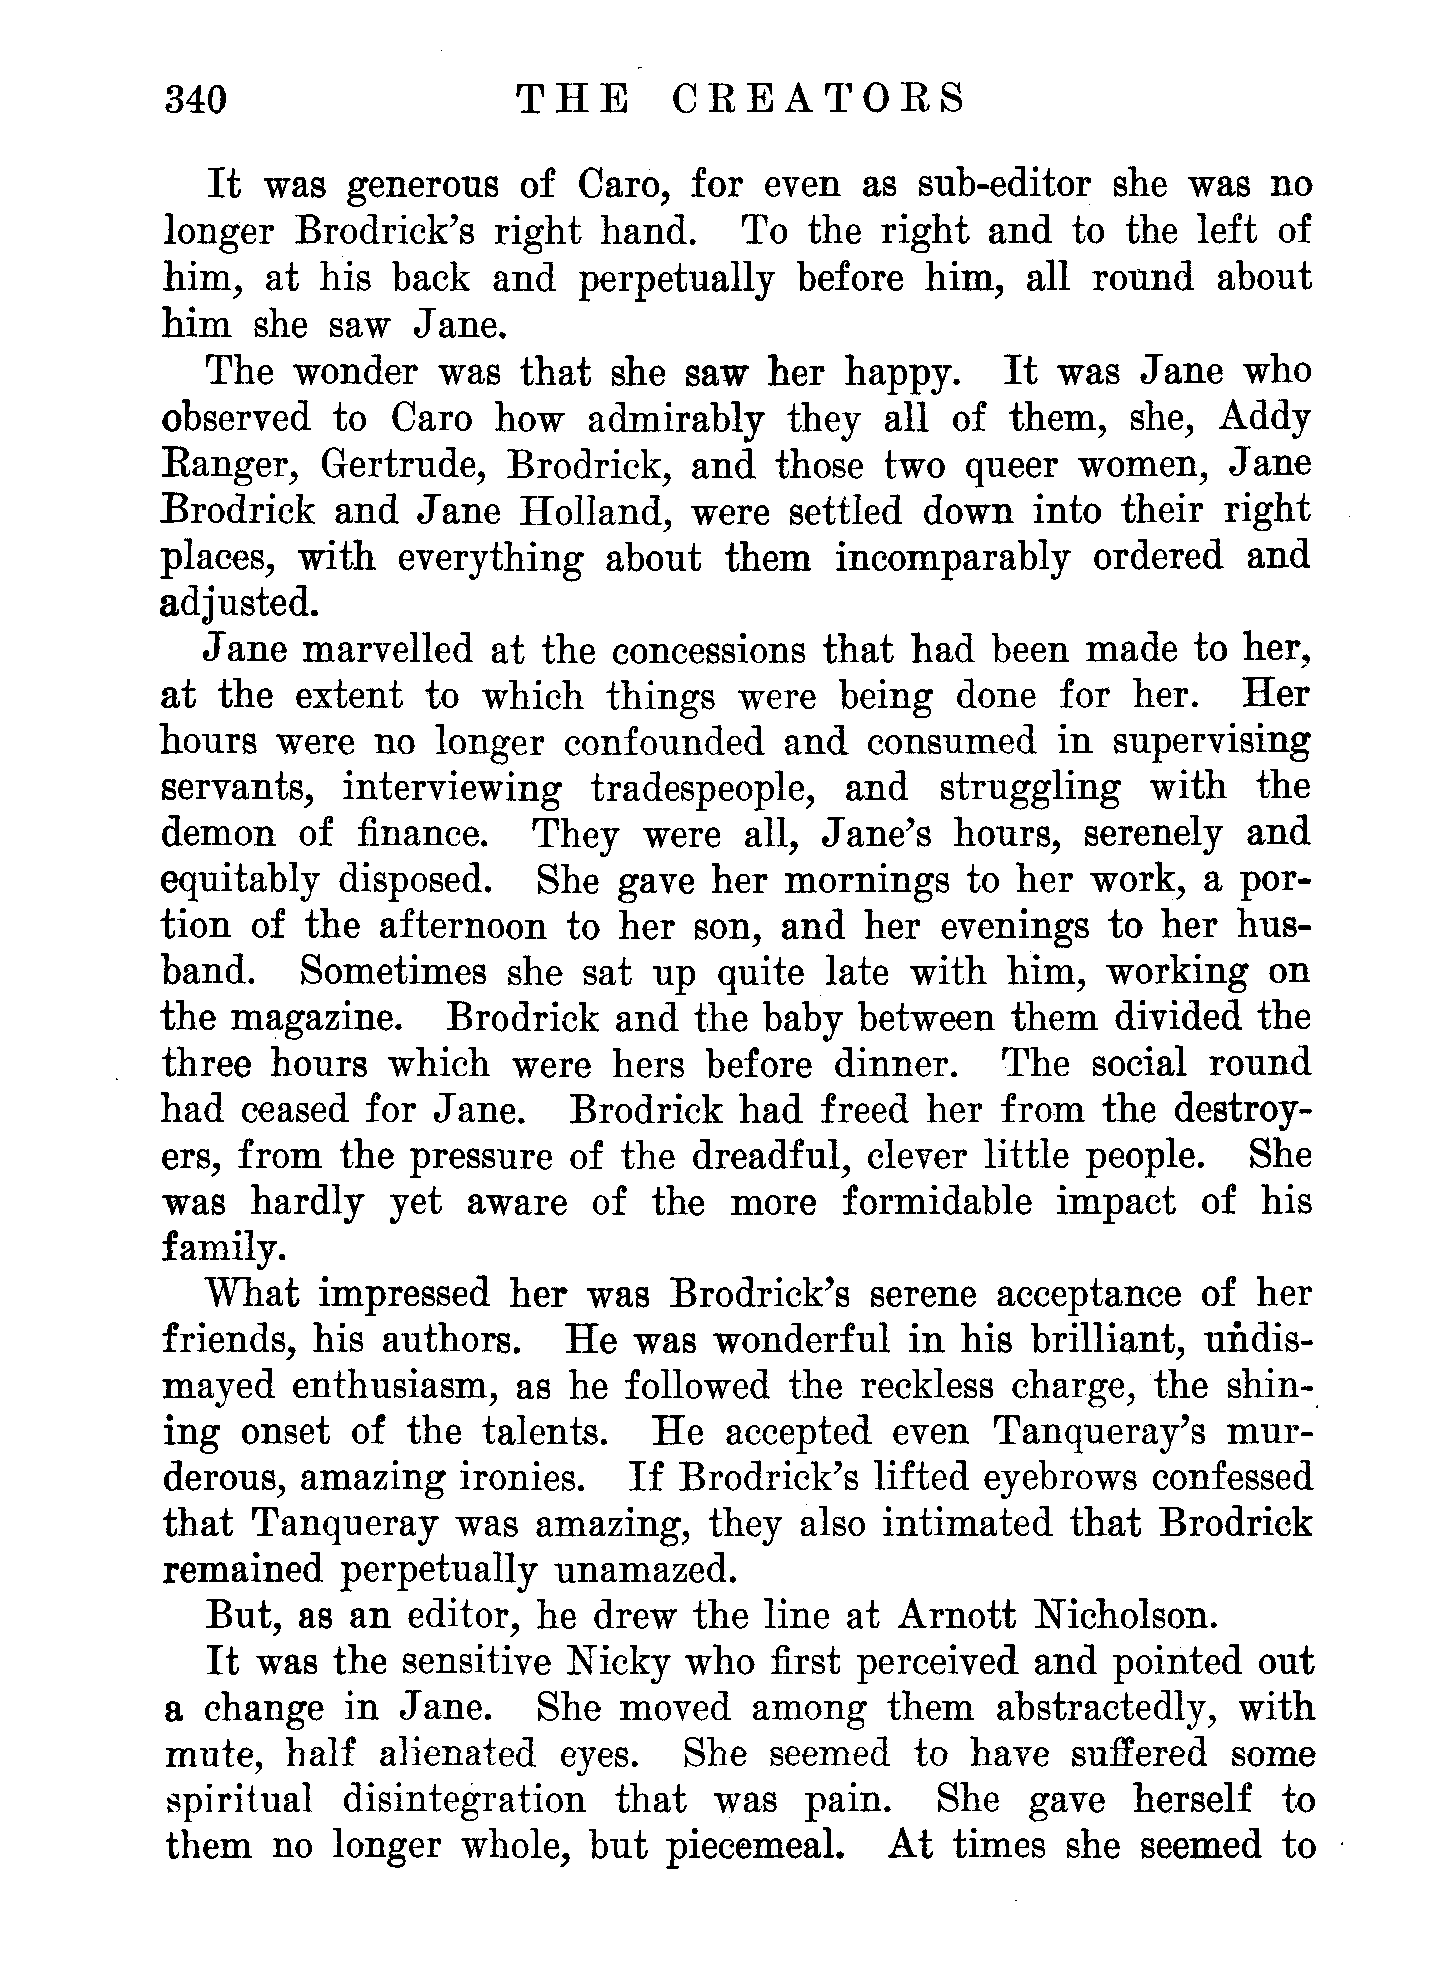 340 THE CREATORS
It was generous of Caro, for even as sub-editor she was no
longer Brodrick's right hand. To the right and to the left of
him, at his back and perpetually before him, all round about
him she saw Jane.
The wonder was that she saw her happy. It was Jane who
observed to Caro how admirably they all of them, she, Addy
Ranger, Gertrude, Brodrick, and those two queer women, Jane
Brodrick and Jane Holland, were settled down into their right
places, with everything about them incomparably ordered and
adjusted.
Jane marvelled at the concessions that had been made to her,
at the extent to which things were being done for her. Her
hours were no longer confounded and consumed in supervising
servants, interviewing tradespeople, and struggling with the
demon of finance. They were all, Jane's hours, serenely and
equitably disposed. She gave her mornings to her work, a por-
tion of the afternoon to her son, and her evenings to her hus-
band. Sometimes she sat up quite late with him, working on
the magazine. Brodrick and the baby between them divided the
three hours which were hers before dinner. The social round
had ceased for Jane. Brodrick had freed her from the destroy-
ers, from the pressure of the dreadful, clever little people. She
was hardly yet aware of the more formidable impact of his
family.
What impressed her was Brodrick's serene acceptance of her
friends, his authors. He was wonderful in his brilliant, undis-
mayed enthusiasm, as he followed the reckless charge, the shin-
ing onset of the talents. He accepted even Tanqueray's mur-
derous, amazing ironies. If Brodrick's lifted eyebrows confessed
that Tanqueray was amazing, they also intimated that Brodrick
remained perpetually unamazed.
But, as an editor, he drew the line at Arnott Nicholson.
It was the sensitive Nicky who first perceived and pointed out
a change in Jane. She moved among them abstractedly, with
mute, half alienated eyes. She seemed to have suffered some
spiritual disintegration that was pain. She gave herself to
them no longer whole, but piecemeal. At times she seemed to